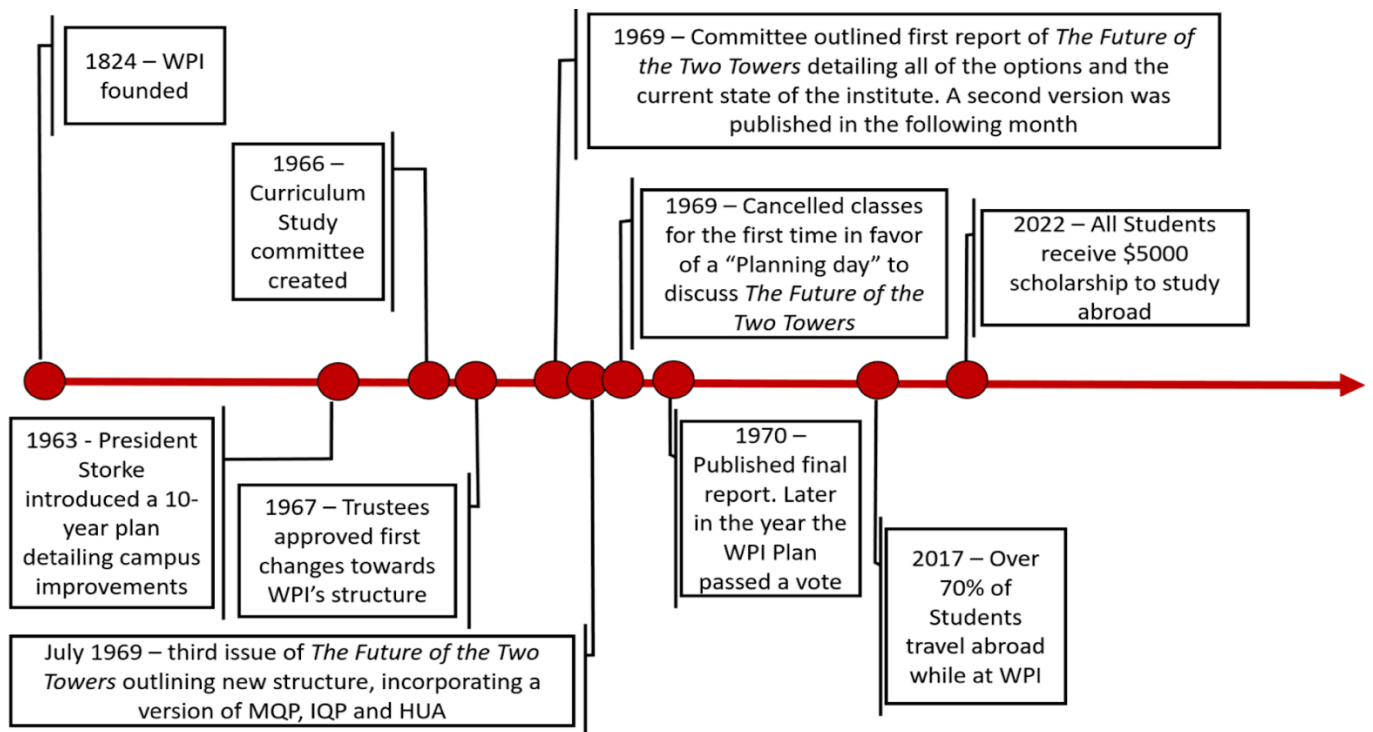 1824 – WPI
founded
1963 - President
Storke
introduced a 10-
year plan
detailing campus
improvements
1966 –
Curriculum
Study
committee
created
1967 – Trustees
approved first
changes towards
WPI’s structure
1969 – Committee outlined first report of The Future of
the Two Towers detailing all of the options and the
current state of the institute. A second version was
published in the following month
July 1969 – third issue of The Future of the Two
Towers outlining new structure, incorporating a
version of MQP, IQP and HUA
1969 – Cancelled classes
for the first time in favor
of a “Planning day” to
discuss The Future of the
Two Towers
1970 –
Published final
report. Later
in the year the
WPI Plan
passed a vote
2017 – Over
70% of
Students
travel abroad
while at WPI
2022 – All Students
receive $5000
scholarship to study
abroad